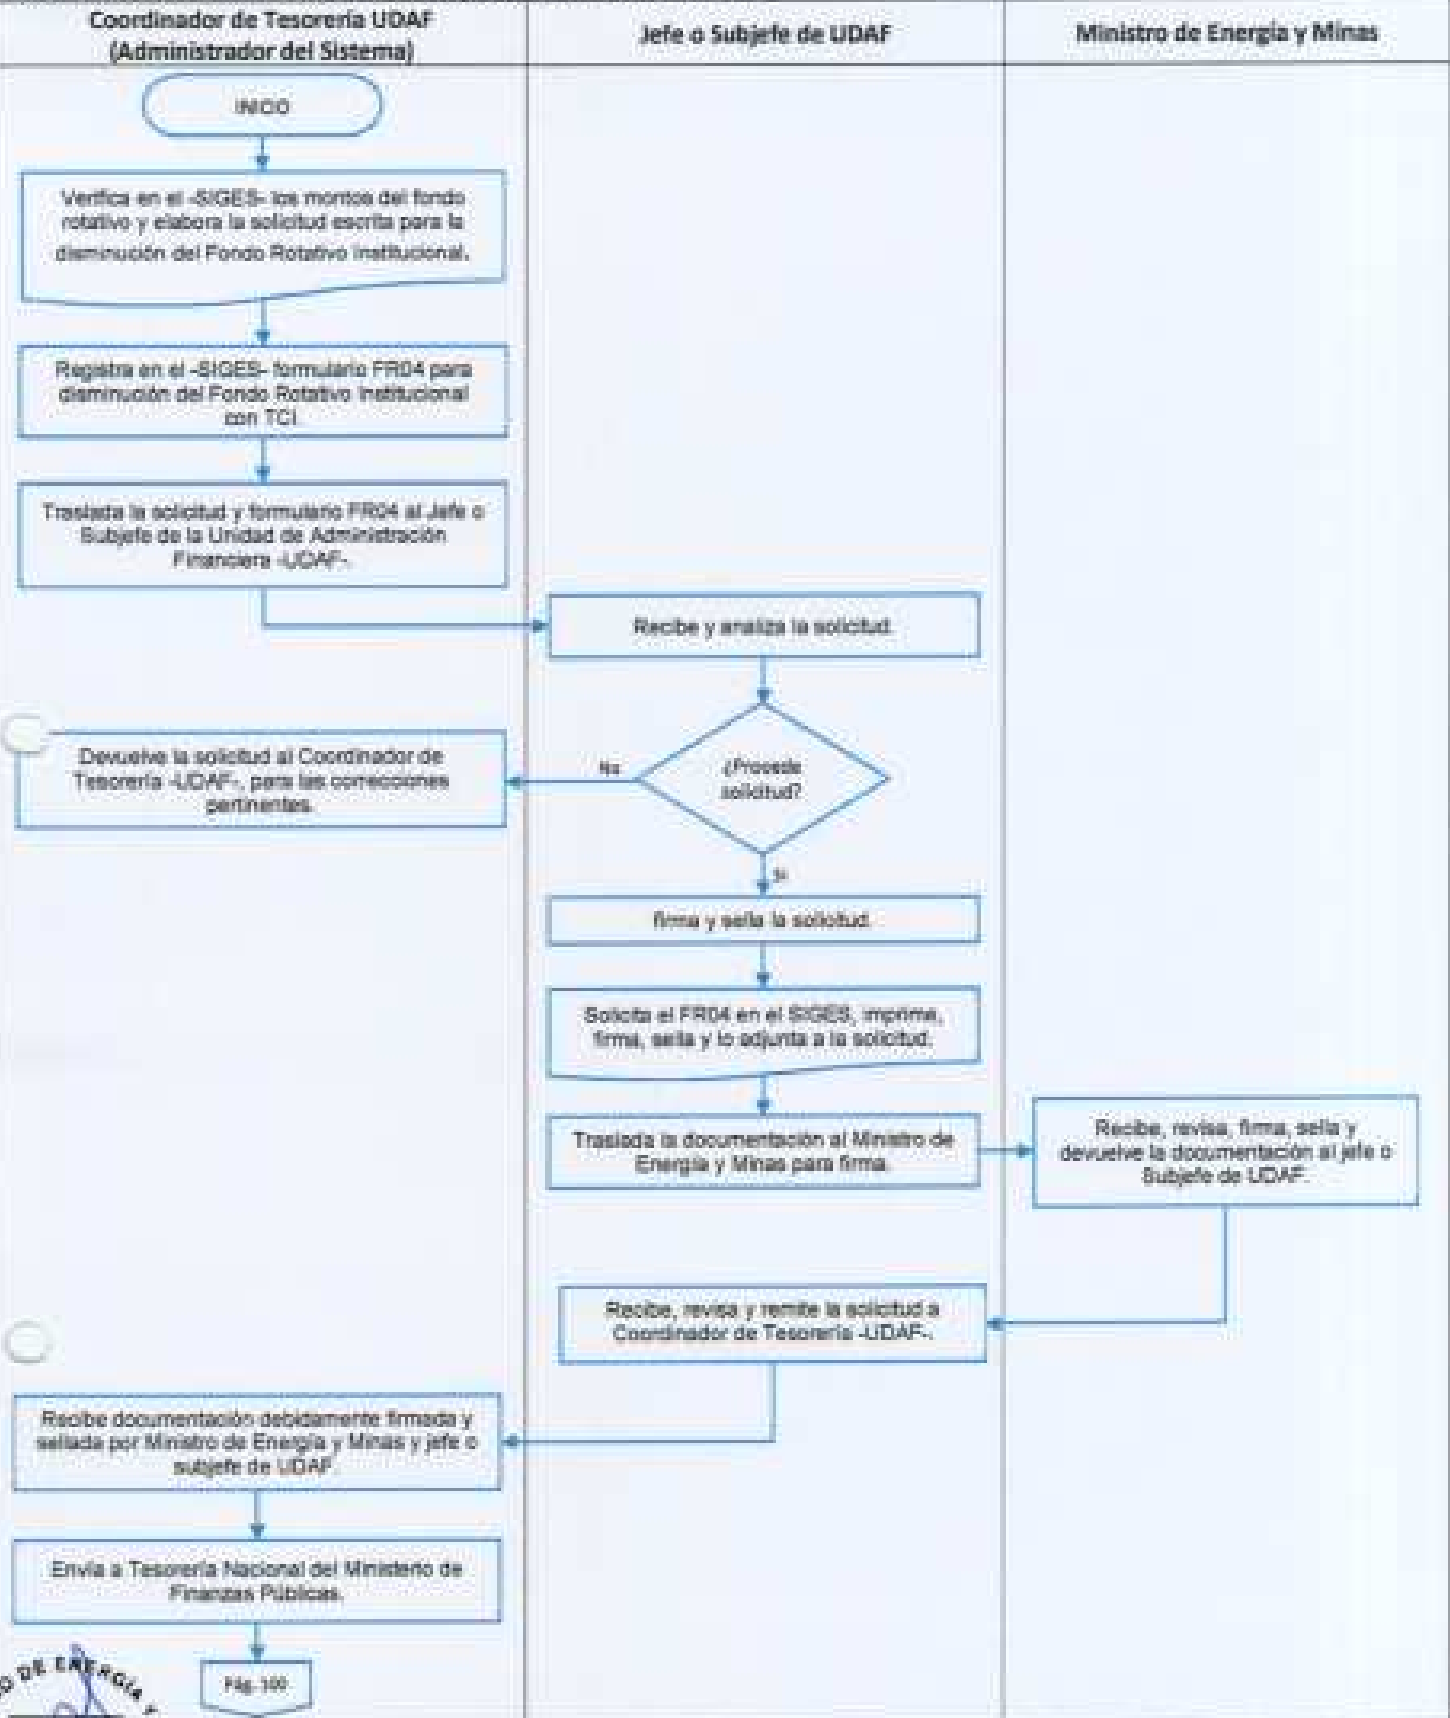 Coordinador de Tesorería UDAF
(Administrador del Sistema)
Jefe o Subjefe de UDAF
Ministro de Energía y Minas
INICIO
Verifica en el -SIGES- los montos del fondo
rotativo y elabora la solicitud escrita para la
disminución del Fondo Rotativo Institucional.
Registra en el -SIGES- formulario FR04 para
disminución del Fondo Rotativo Institucional
con TCI.
Traslada la solicitud y formulario FR04 al Jefe o
Subjefe de la Unidad de Administración
Financiera -UDAF-.
Recibe y analiza la solicitud.
¿Procede
solicitud?
No
Devuelve la solicitud al Coordinador de
Tesorería -UDAF-, para las correcciones
pertinentes.
Si
firma y sella la solicitud.
Solicita el FR04 en el SIGES, imprime,
firma, sella y lo adjunta a la solicitud.
Traslada la documentación al Ministro de
Energía y Minas para firma.
Recibe, revisa, firma, sella y
devuelve la documentación al jefe o
Subjefe de UDAF.
Recibe, revisa y remite la solicitud a
Coordinador de Tesorería -UDAF-.
Recibe documentación debidamente firmada y
sellada por Ministro de Energía y Minas y jefe o
subjefe de UDAF.
Envía a Tesorería Nacional del Ministerio de
Finanzas Públicas.
Pág. 100
DE ENERGÍA